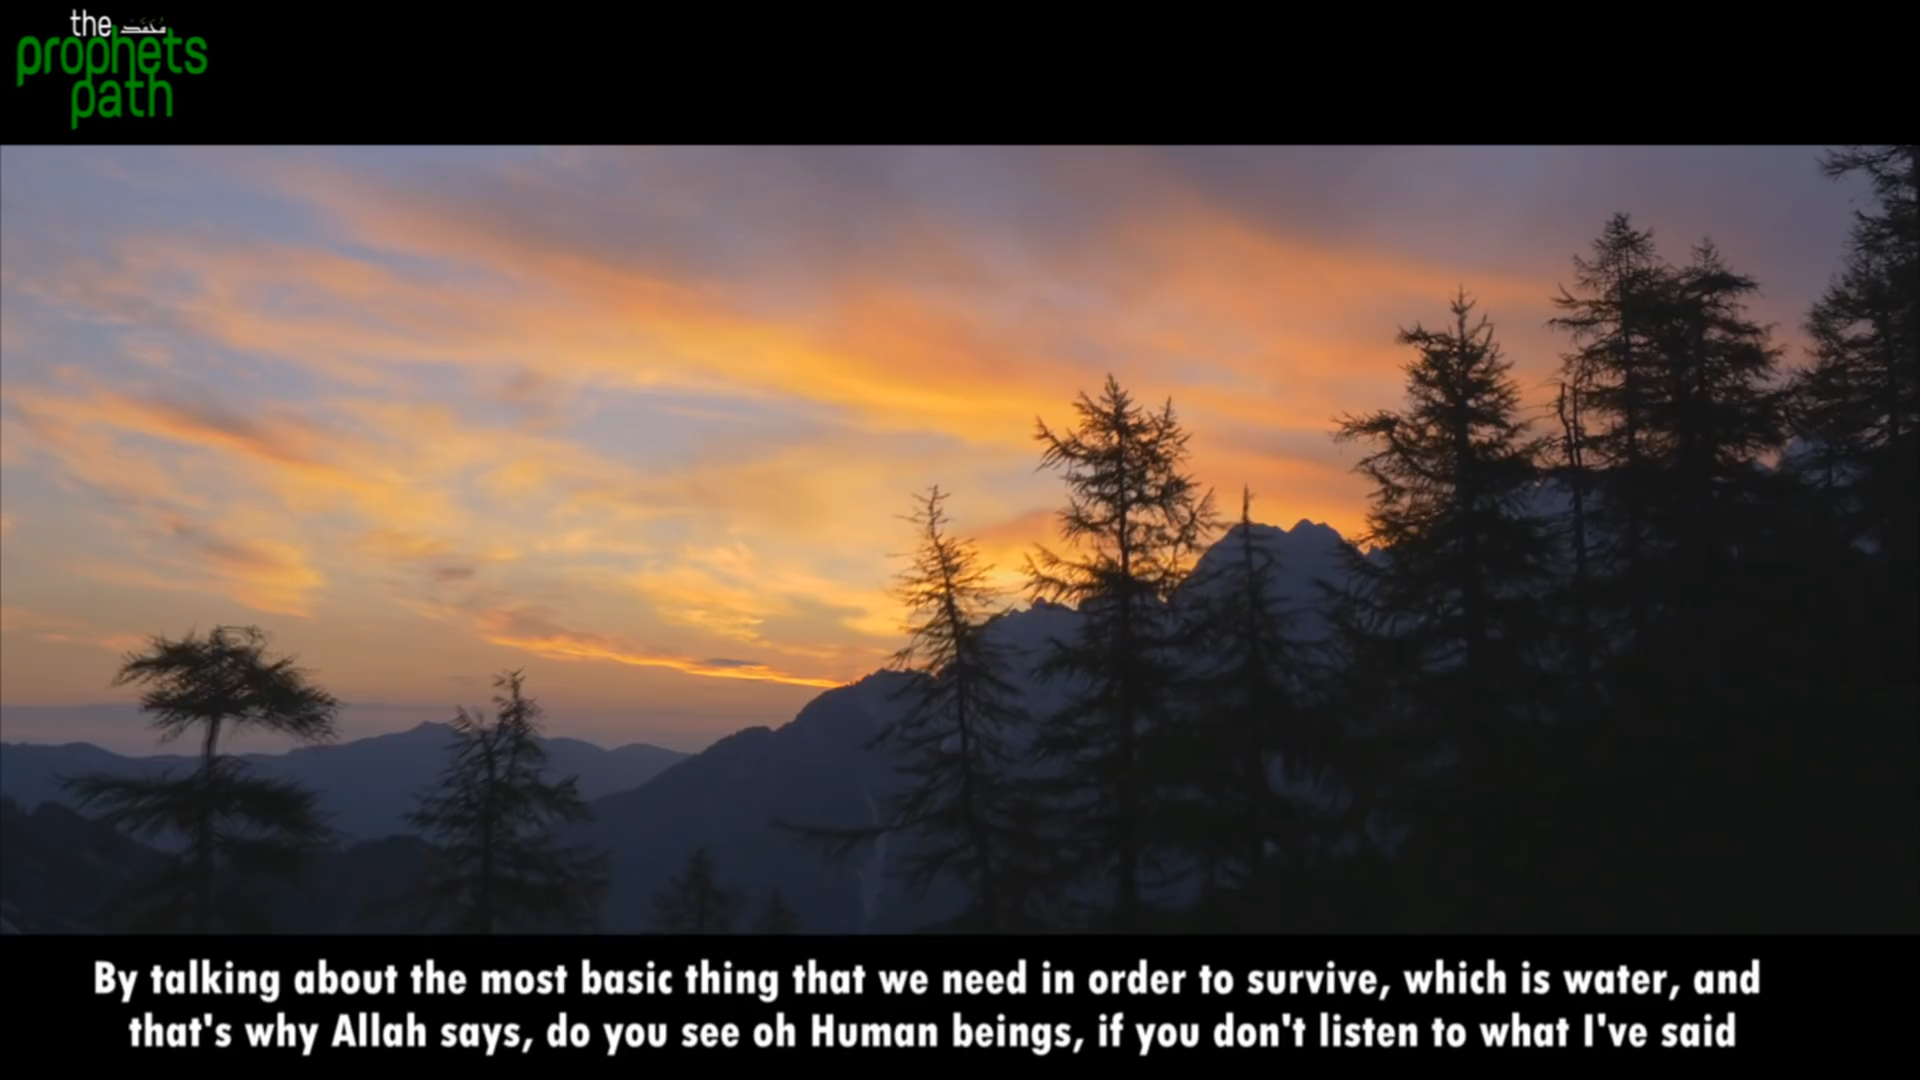 the محمد
prophets
path
By talking about the most basic thing that we need in order to survive, which is water, and
that's why Allah says, do you see oh Human beings, if you don't listen to what I've said